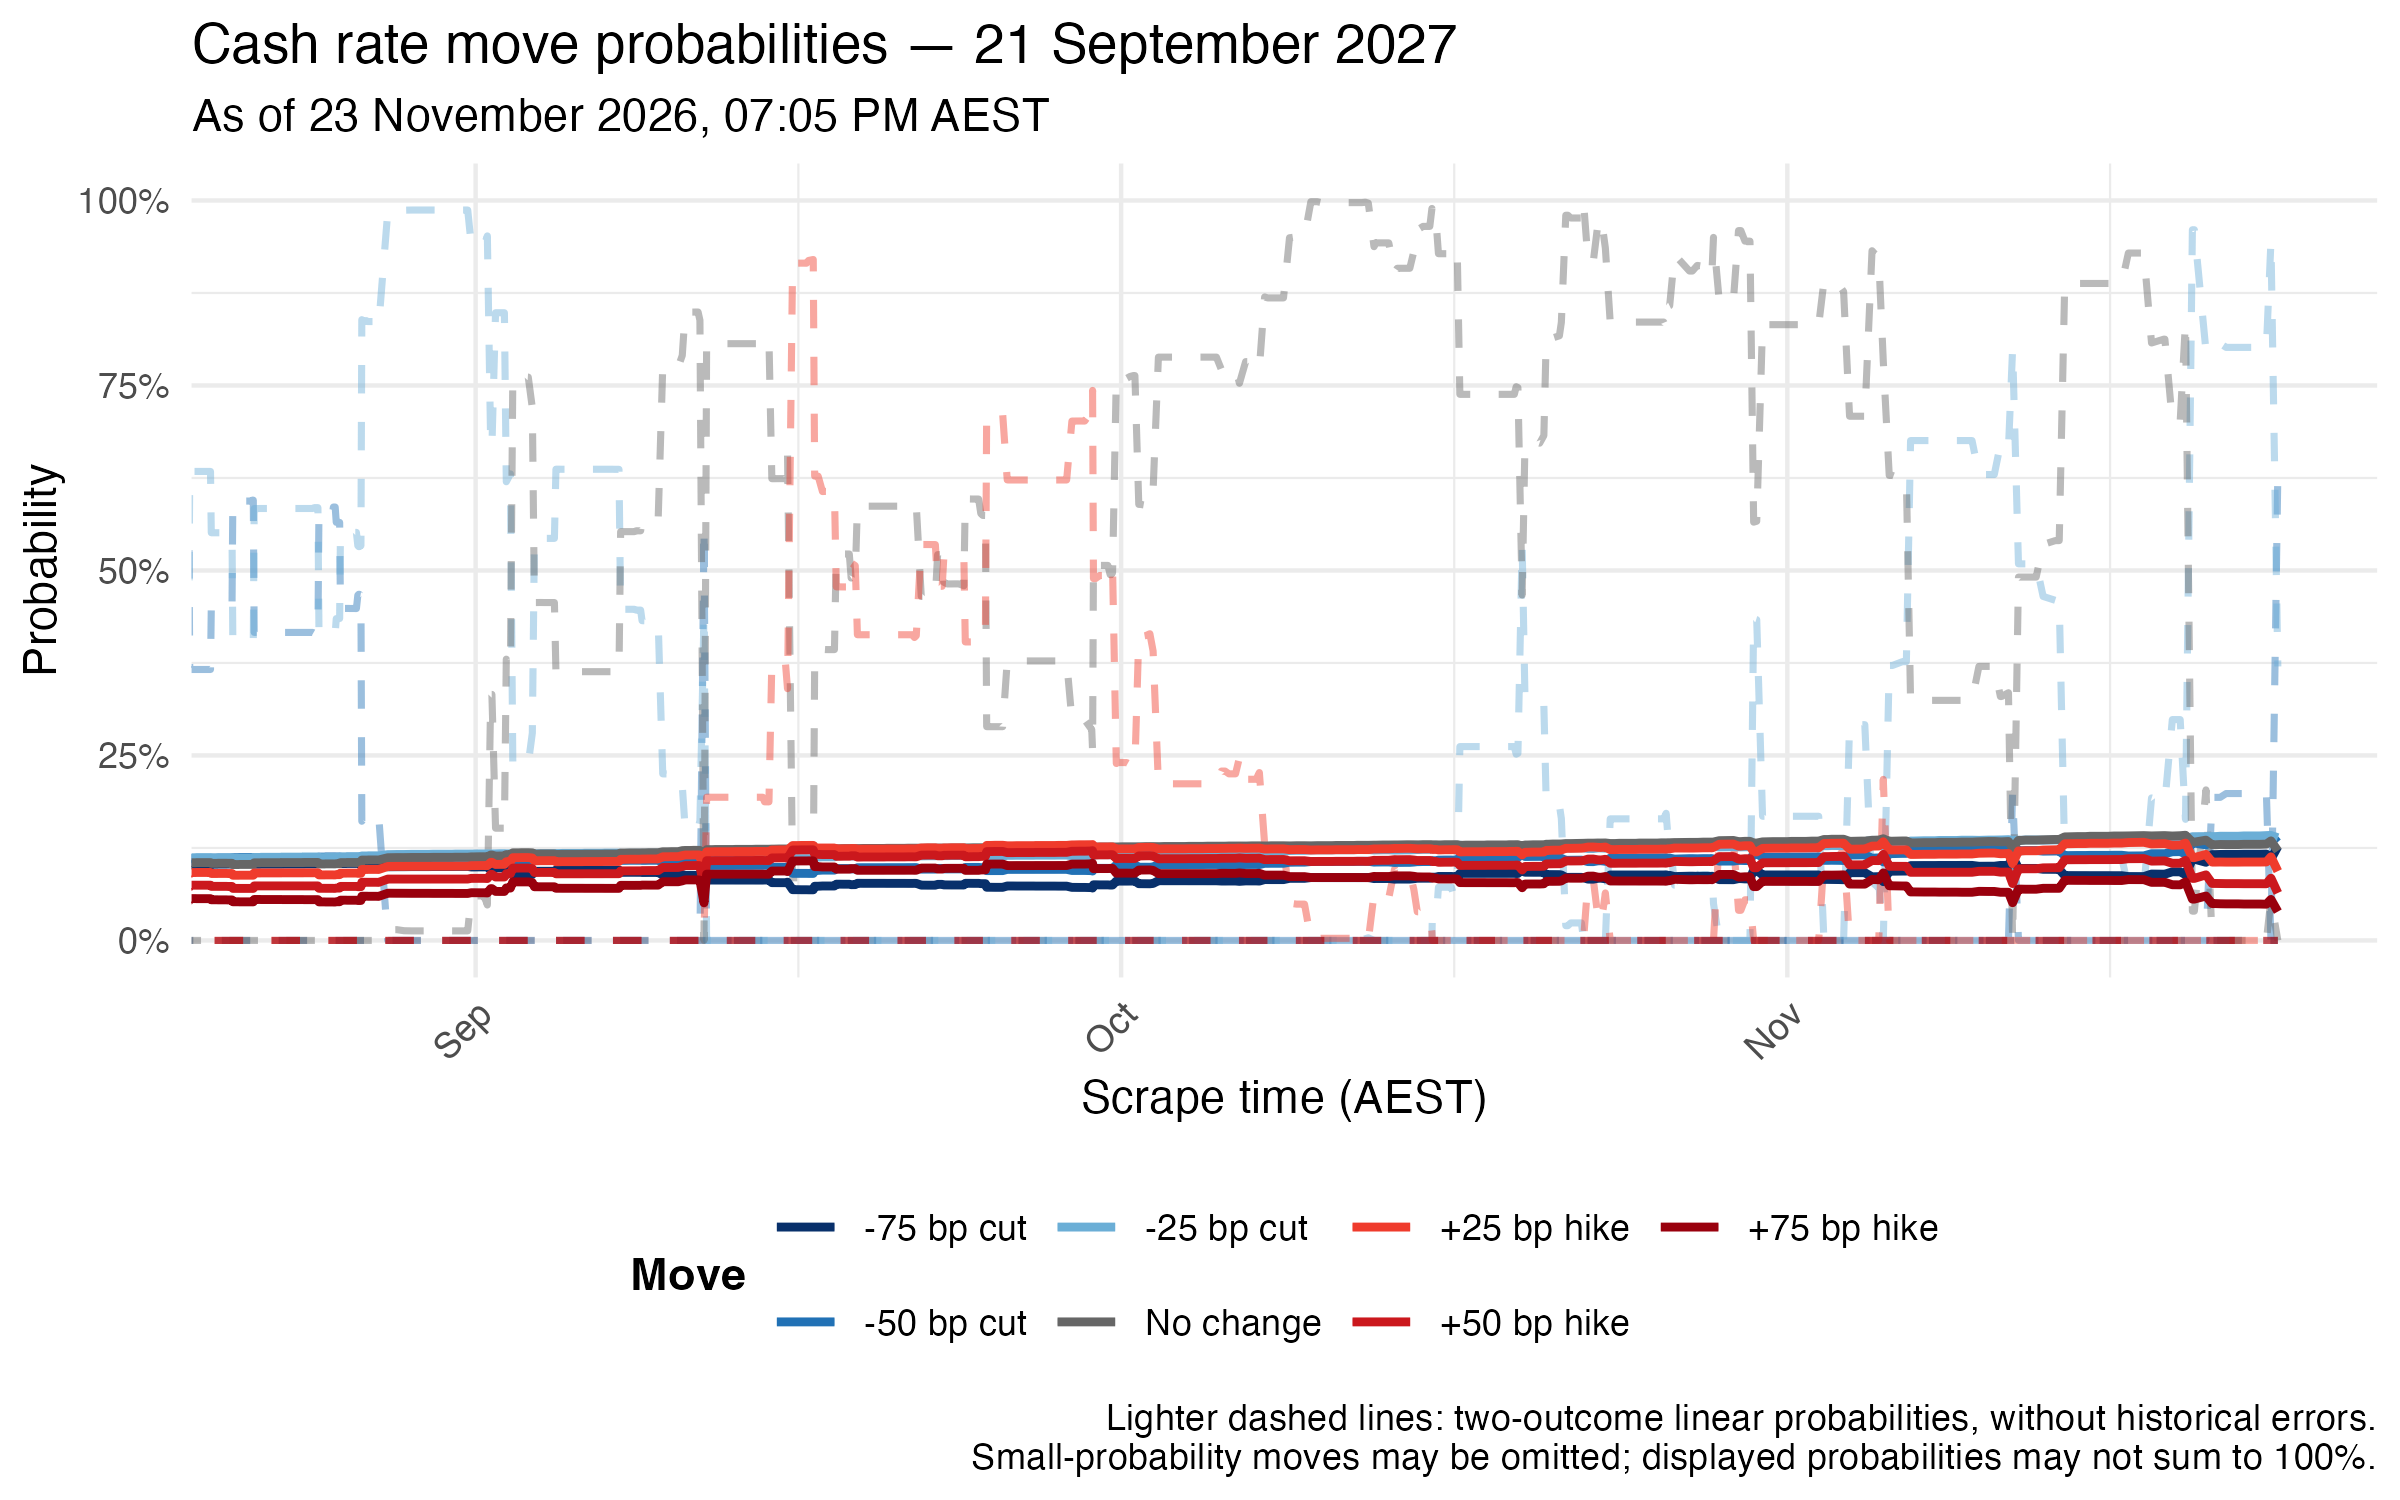 Cash rate move probabilities — 21 September 2027
As of 23 November 2026, 07:05 PM AEST
Probability
100%
75%
50%
25%
0%
Sep
Oct
Nov
Scrape time (AEST)
Move
-75 bp cut
-25 bp cut
+25 bp hike
+75 bp hike
-50 bp cut
No change
+50 bp hike
Lighter dashed lines: two-outcome linear probabilities, without historical errors.
Small-probability moves may be omitted; displayed probabilities may not sum to 100%.